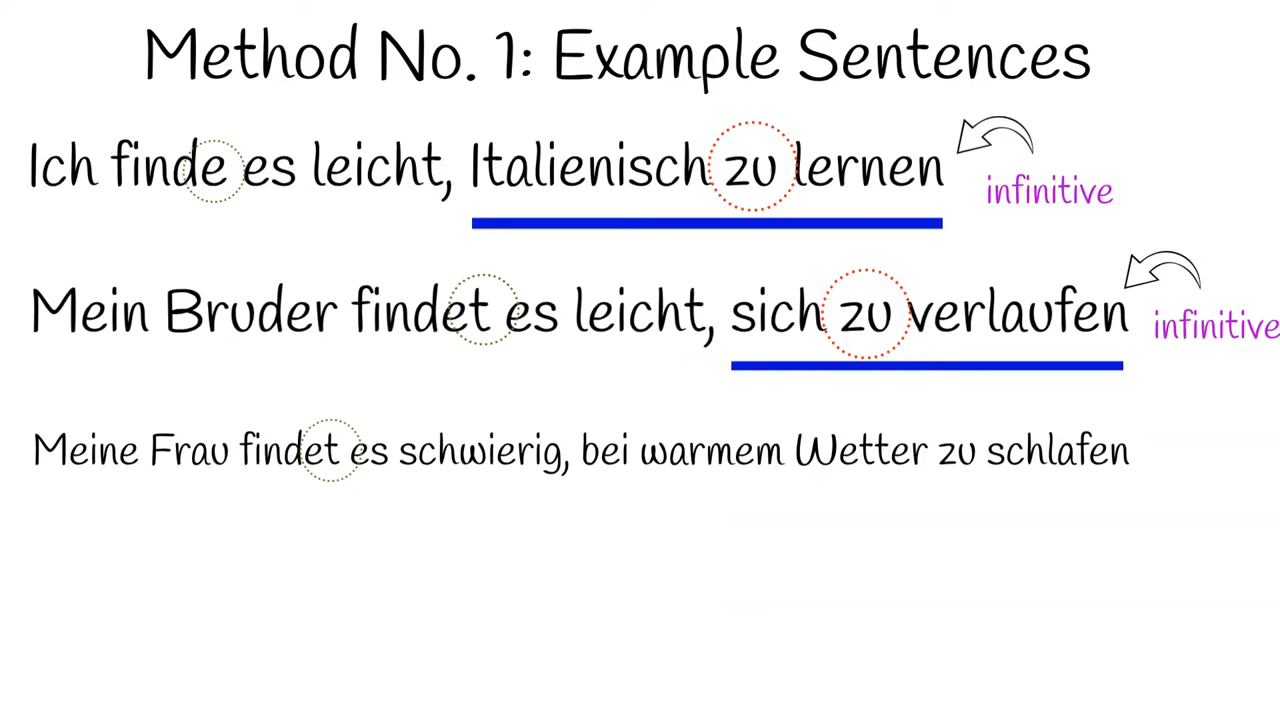 Method No. 1: Example Sentences
Ich finde es leicht, Italienisch zu lernen
infinitive
Mein Bruder findet es leicht, sich zu verlaufen
infinitive
Meine Frau findet es schwierig, bei warmem Wetter zu schlafen